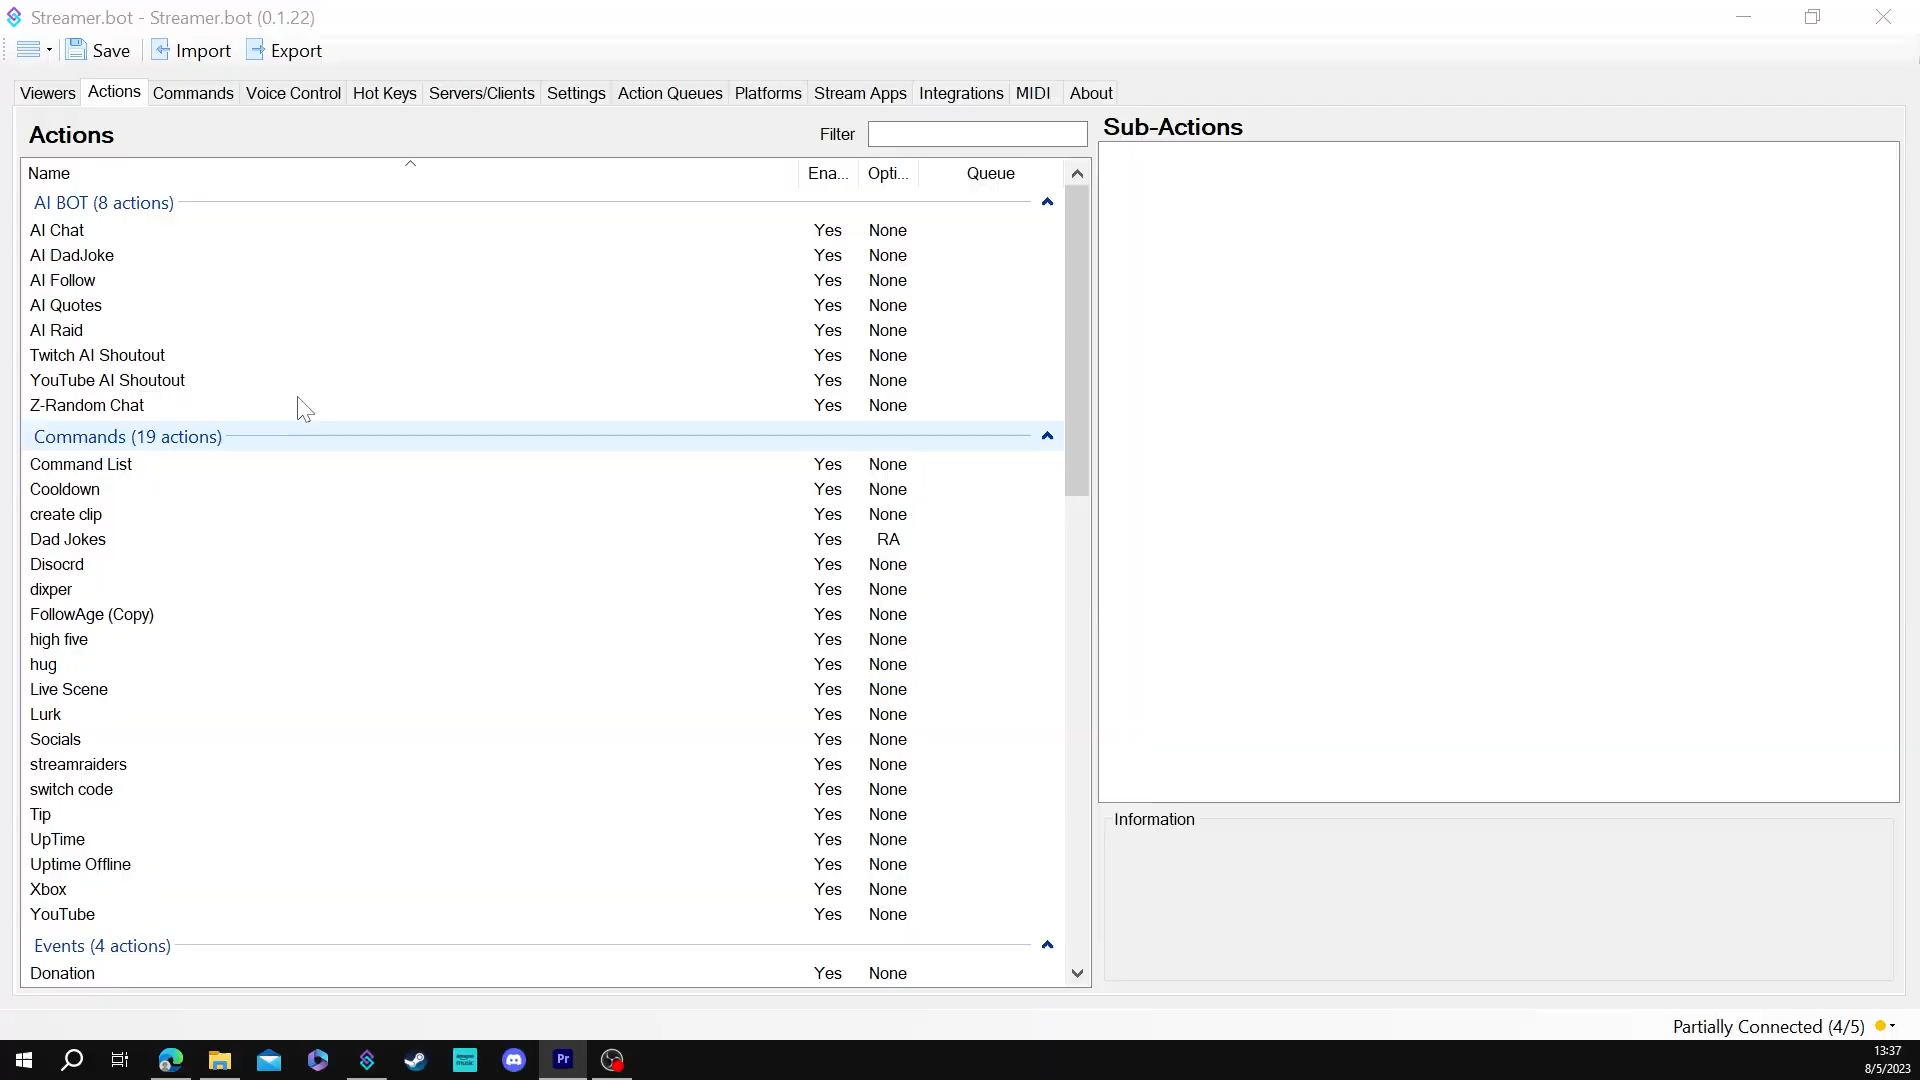 Streamer.bot - Streamer.bot (0.1.22)
Save Import Export
Viewers Actions Commands Voice Control Hot Keys Servers/Clients Settings Action Queues Platforms Stream Apps Integrations MIDI About
Actions Filter
Sub-Actions
Name Ena... Opti... Queue
AI BOT (8 actions)
AI Chat Yes None
AI DadJoke Yes None
AI Follow Yes None
AI Quotes Yes None
AI Raid Yes None
Twitch AI Shoutout Yes None
YouTube AI Shoutout Yes None
Z-Random Chat Yes None
Commands (19 actions)
Command List Yes None
Cooldown Yes None
create clip Yes None
Dad Jokes Yes RA
Disocrd Yes None
dixper Yes None
FollowAge (Copy) Yes None
high five Yes None
hug Yes None
Live Scene Yes None
Lurk Yes None
Socials Yes None
streamraiders Yes None
switch code Yes None
Tip Yes None
UpTime Yes None
Uptime Offline Yes None
Xbox Yes None
YouTube Yes None
Events (4 actions)
Donation Yes None
Information
Partially Connected (4/5)
Pr
13:37
8/5/2023